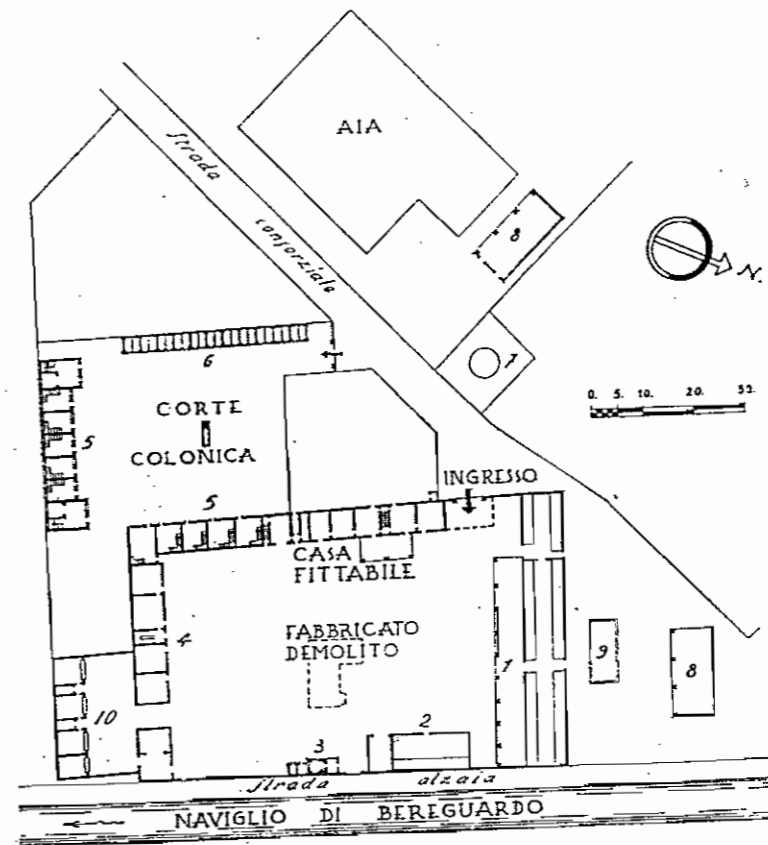 AIA
Strada
consorziale
8
N.
7
0. 5. 10. 20. 30.
6
CORTE
COLONICA
5
5
INGRESSO
CASA
FITTABILE
4
FABBRICATO
DEMOLITO
1
9
8
10
2
3
Strada alzaia
NAVIGLIO DI BEREGUARDO